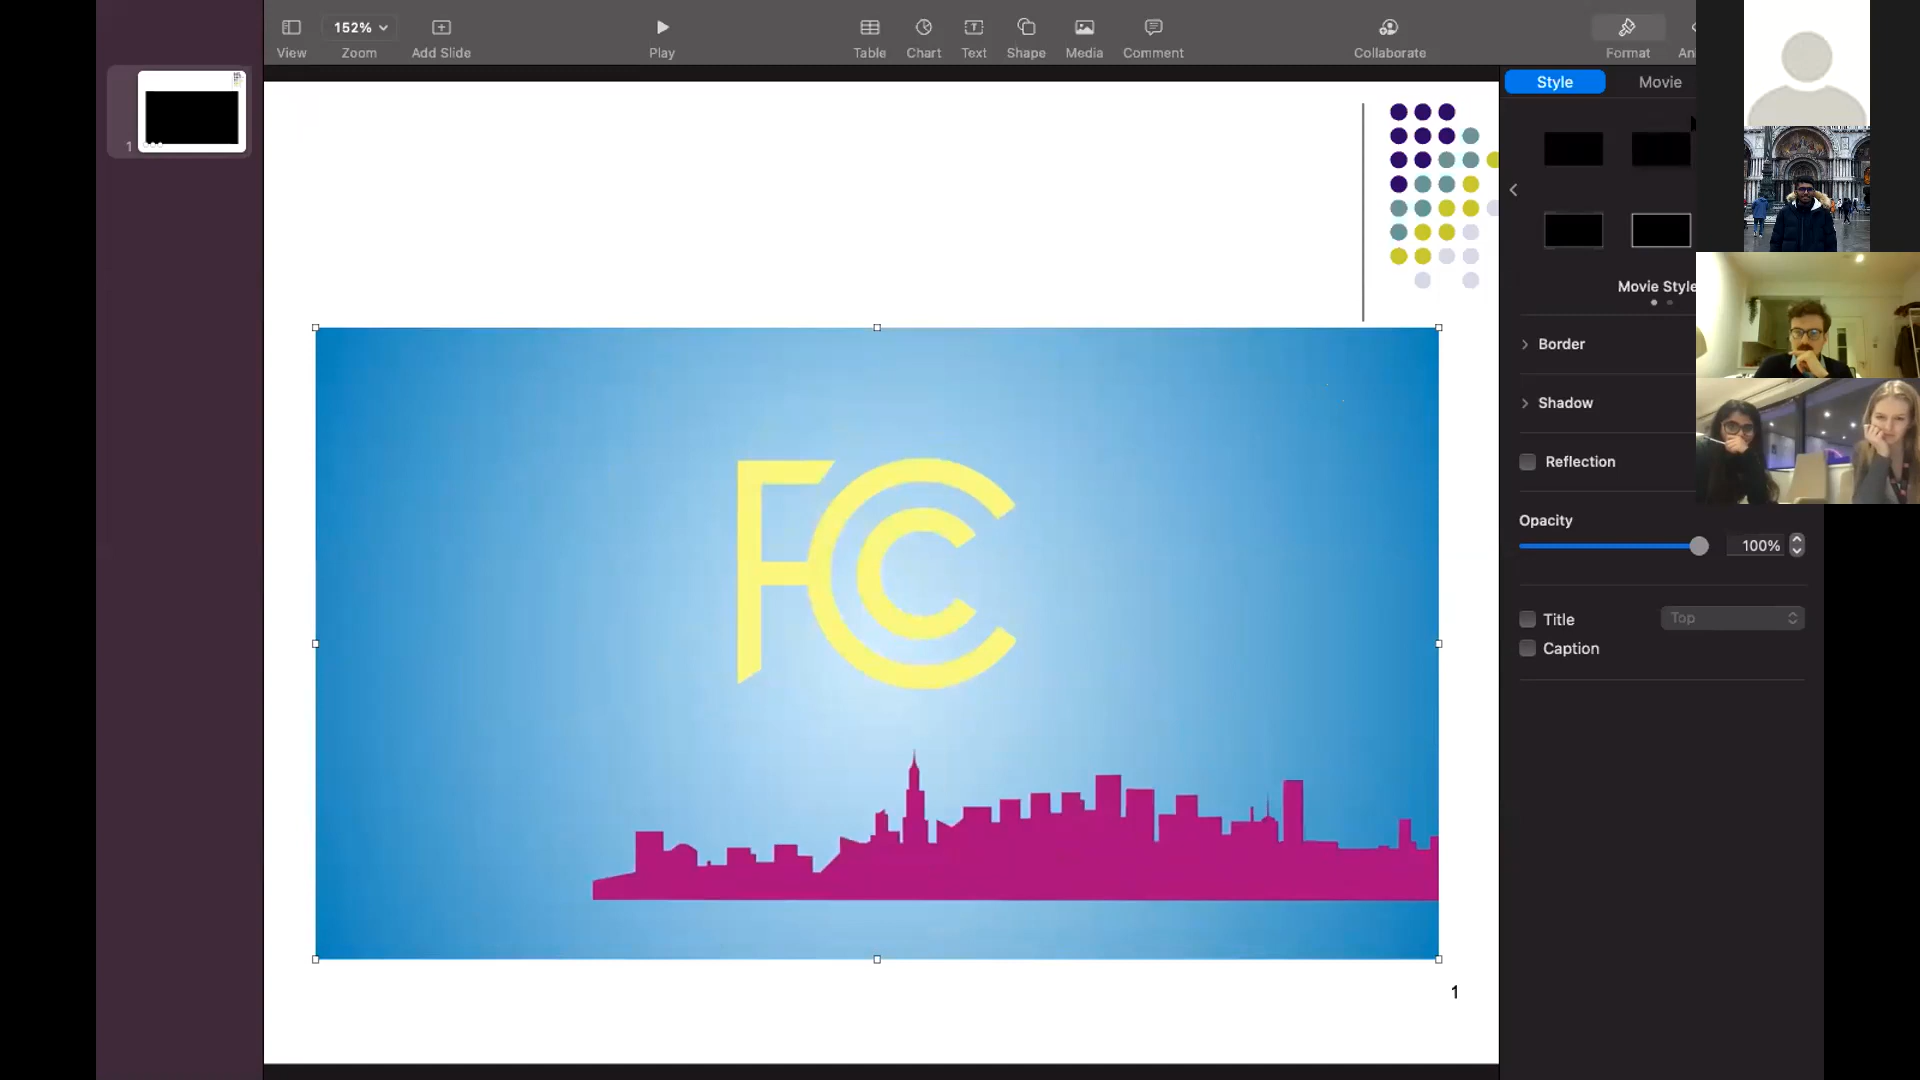 152%
View
Zoom
Add Slide
Play
Table
Chart
Text
Shape
Media
Comment
Collaborate
Format
Style
Movie
Movie Style
Border
Shadow
Reflection
Opacity
100%
Title
Top
Caption
1
FCC
1